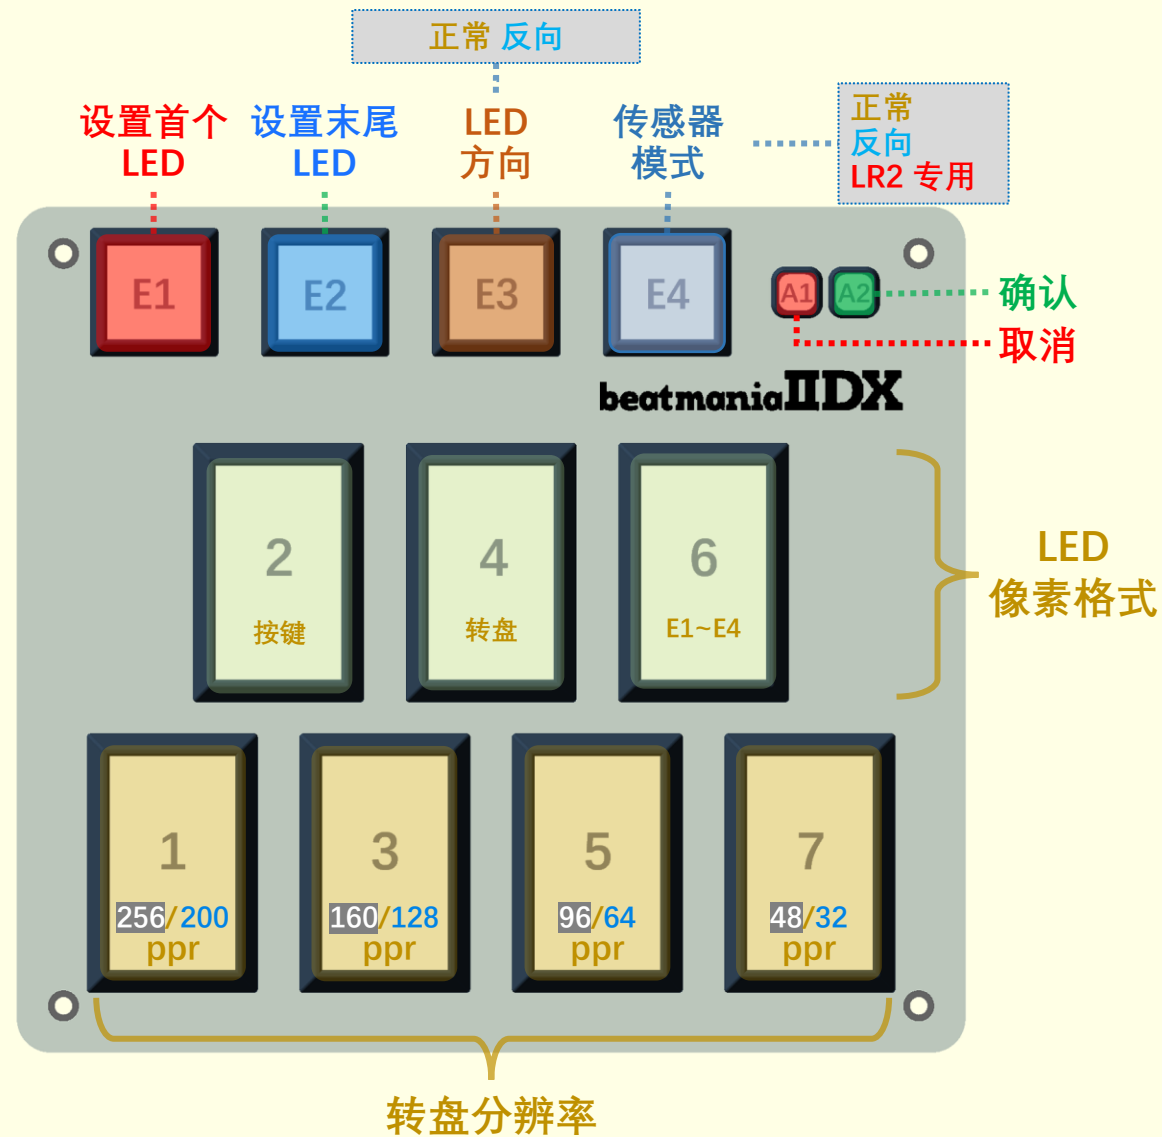 正常 反向
设置首个
LED
设置末尾
LED
LED
方向
传感器
模式
正常
反向
LR2 专用
E1
E2
E3
E4
A1
A2
确认
取消
beatmania IIDX
2
按键
4
转盘
6
E1~E4
LED
像素格式
1
256/200
ppr
3
160/128
ppr
5
96/64
ppr
7
48/32
ppr
转盘分辨率